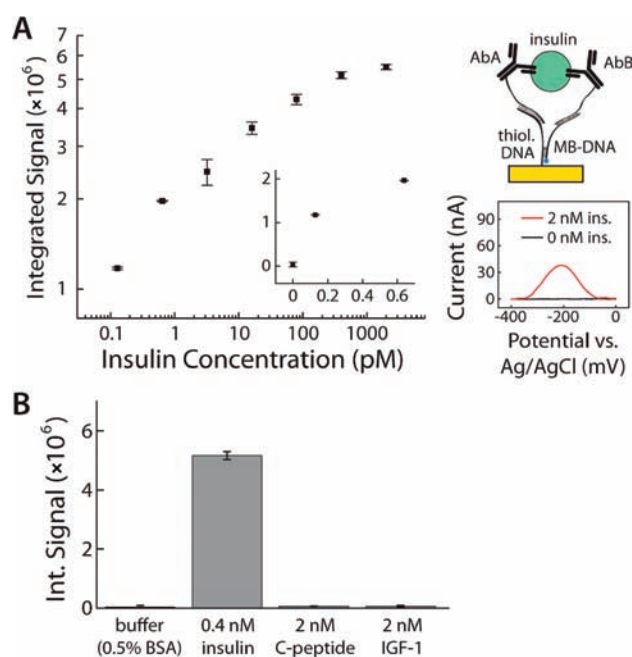 A
Integrated Signal (×10⁶)
7
6
5
4
3
2
1
2
1
0
0
0.2
0.4
0.6
0.1
1
10
100
1000
Insulin Concentration (pM)
insulin
AbA
AbB
thiol.
DNA
MB-DNA
Current (nA)
90
60
30
0
2 nM ins.
0 nM ins.
-400
-200
0
Potential vs.
Ag/AgCl (mV)
B
Int. Signal (×10⁶)
6
4
2
0
buffer
(0.5% BSA)
0.4 nM
insulin
2 nM
C-peptide
2 nM
IGF-1